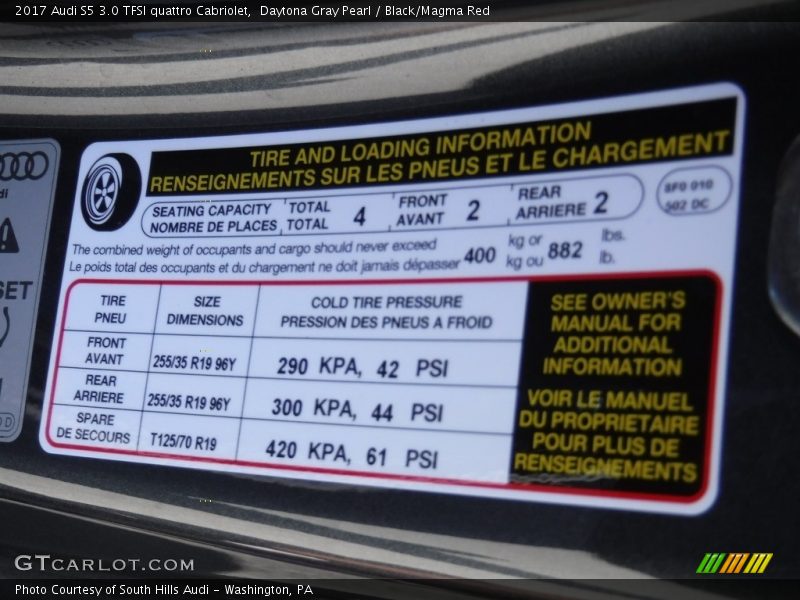 2017 Audi S5 3.0 TFSI quattro Cabriolet, Daytona Gray Pearl / Black/Magma Red
TIRE AND LOADING INFORMATION
RENSEIGNEMENTS SUR LES PNEUS ET LE CHARGEMENT
SEATING CAPACITY TOTAL 4 FRONT 2 REAR 2
NOMBRE DE PLACES TOTAL AVANT ARRIERE
8F0 010
502 DC
The combined weight of occupants and cargo should never exceed 400 kg or 882 lbs.
Le poids total des occupants et du chargement ne doit jamais dépasser kg ou lb.
TIRE SIZE COLD TIRE PRESSURE
PNEU DIMENSIONS PRESSION DES PNEUS A FROID
FRONT
AVANT 255/35 R19 96Y 290 KPA, 42 PSI
REAR
ARRIERE 255/35 R19 96Y 300 KPA, 44 PSI
SPARE
DE SECOURS T125/70 R19 420 KPA, 61 PSI
SEE OWNER'S
MANUAL FOR
ADDITIONAL
INFORMATION
VOIR LE MANUEL
DU PROPRIETAIRE
POUR PLUS DE
RENSEIGNEMENTS
GTCARLOT.COM
Photo Courtesy of South Hills Audi - Washington, PA